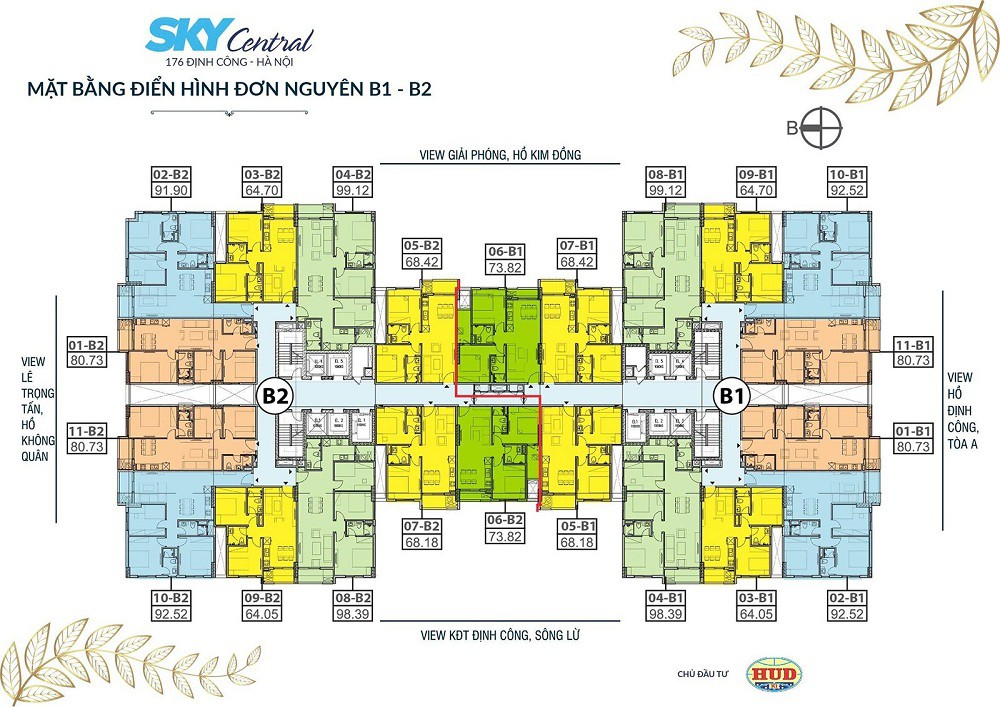 SKY Central
176 ĐỊNH CÔNG - HÀ NỘI
MẶT BẰNG ĐIỂN HÌNH ĐƠN NGUYÊN B1 - B2
B
VIEW GIẢI PHÓNG, HỒ KIM ĐỒNG
02-B2
91.90
03-B2
64.70
04-B2
99.12
08-B1
99.12
09-B1
64.70
10-B1
92.52
05-B2
68.42
06-B1
73.82
07-B1
68.42
01-B2
80.73
11-B1
80.73
VIEW
LÊ
TRỌNG
TẤN,
HỒ
KHÔNG
QUÂN
B2
B1
VIEW
HỒ
ĐỊNH
CÔNG,
TÒA A
11-B2
80.73
01-B1
80.73
07-B2
68.18
06-B2
73.82
05-B1
68.18
10-B2
92.52
09-B2
64.05
08-B2
98.39
04-B1
98.39
03-B1
64.05
02-B1
92.52
VIEW KĐT ĐỊNH CÔNG, SÔNG LỪ
CHỦ ĐẦU TƯ
HUD